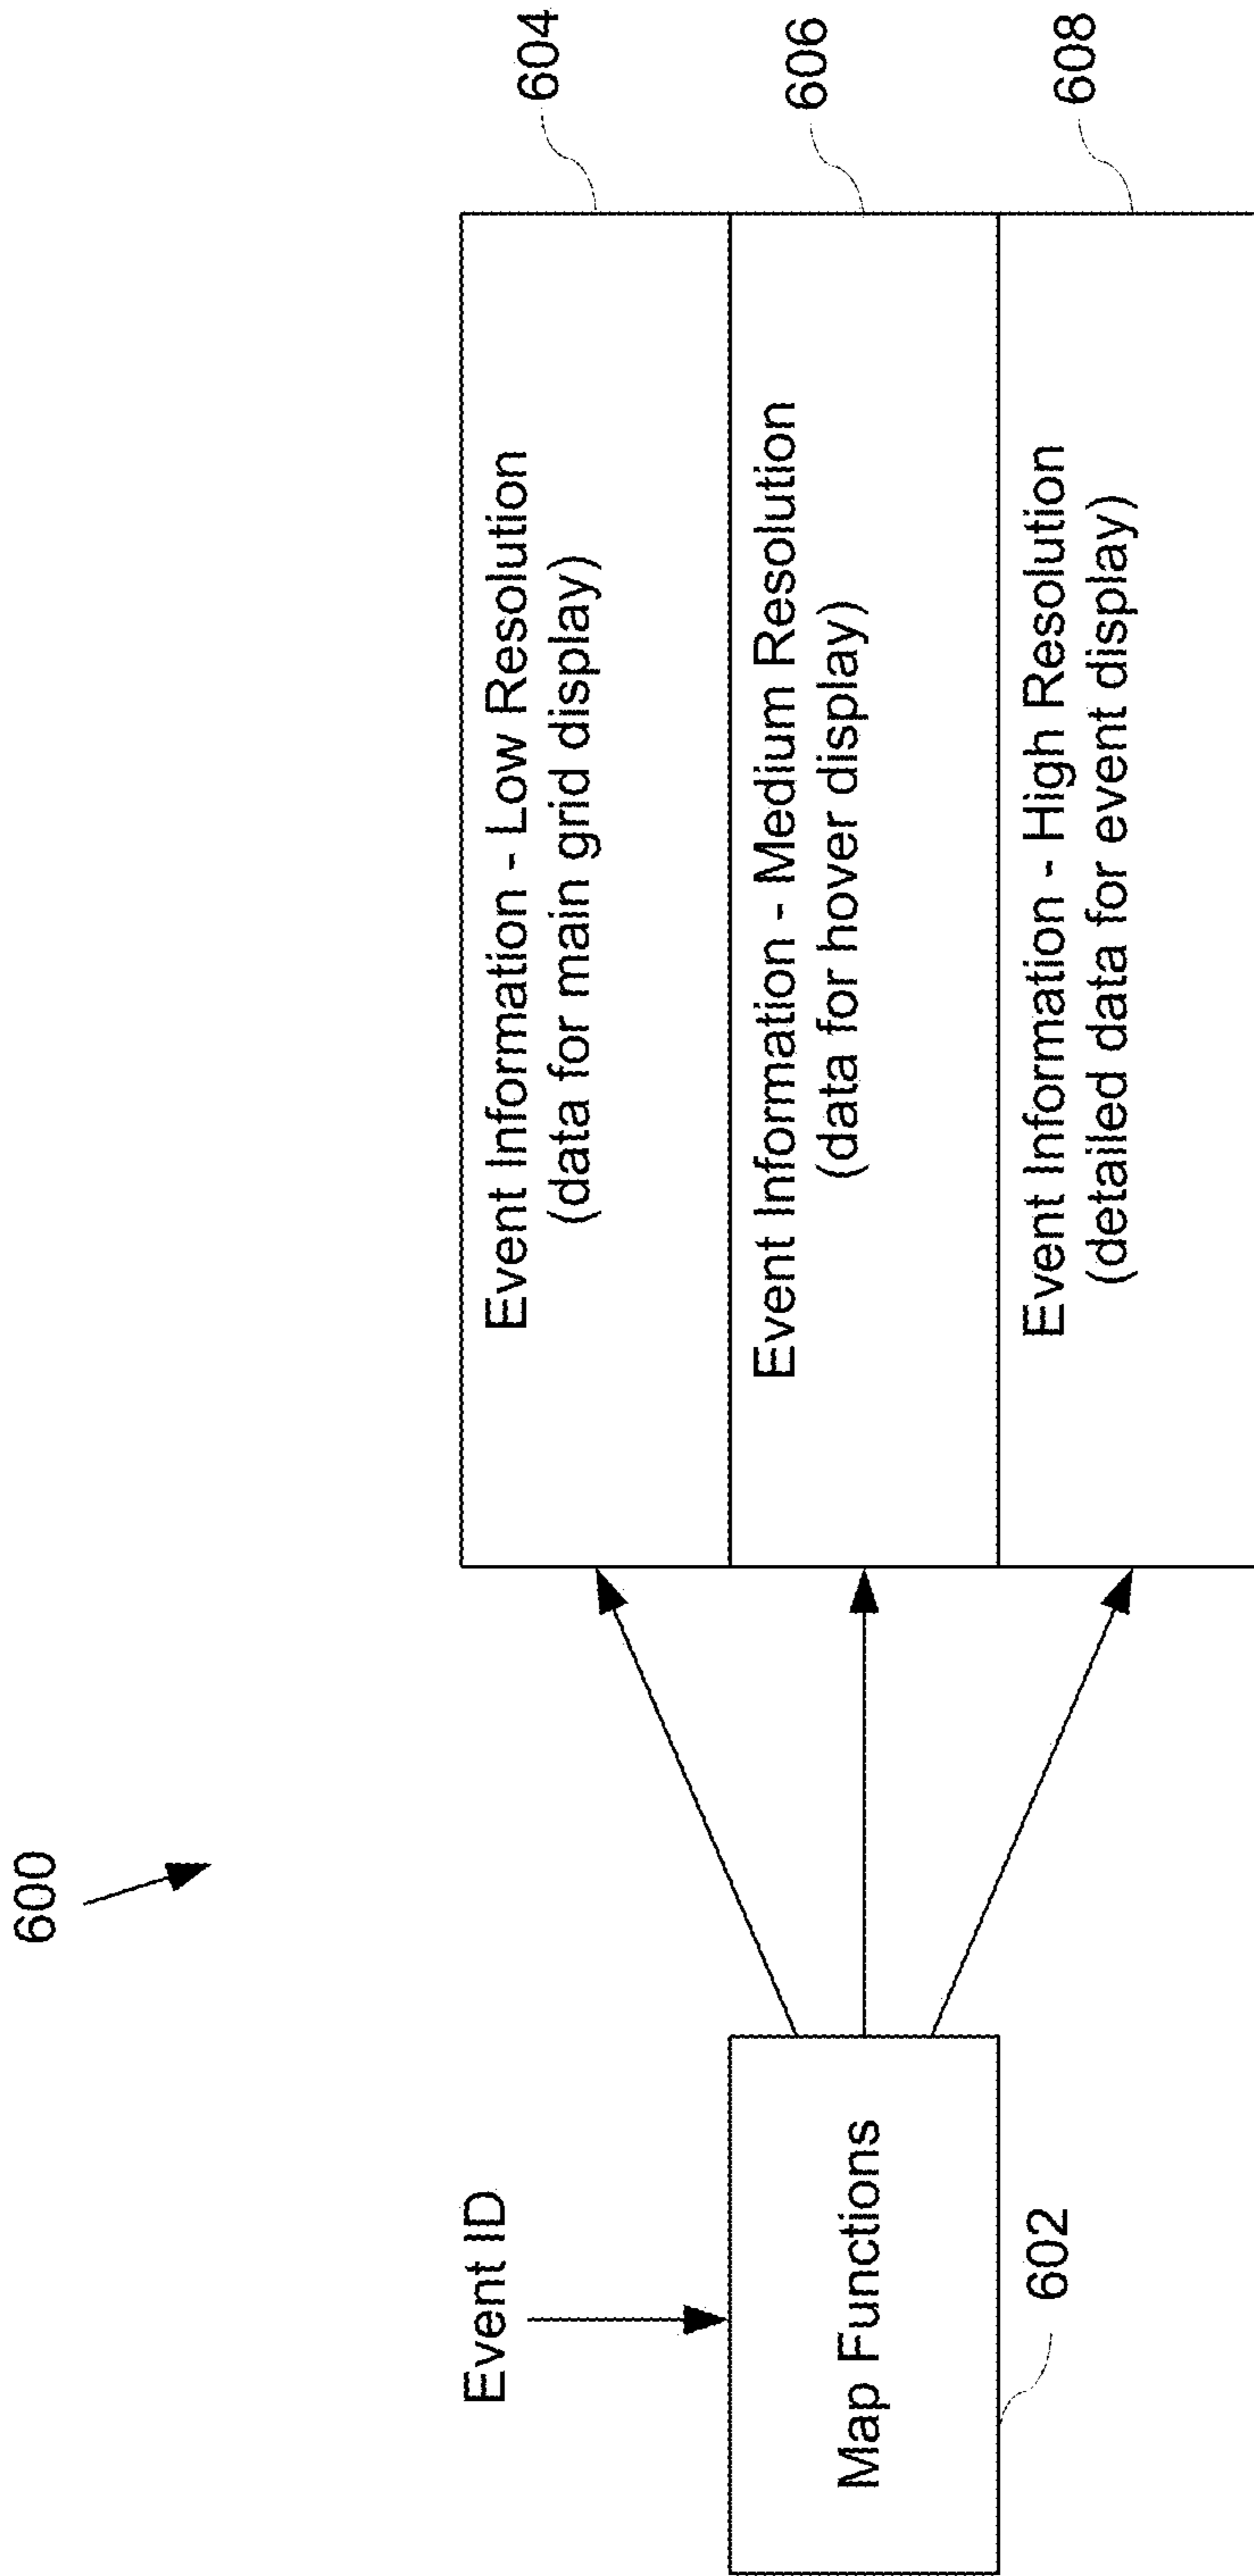 600
Event ID
Map Functions
602
Event Information - Low Resolution
(data for main grid display)
604
Event Information - Medium Resolution
(data for hover display)
606
Event Information - High Resolution
(detailed data for event display)
608